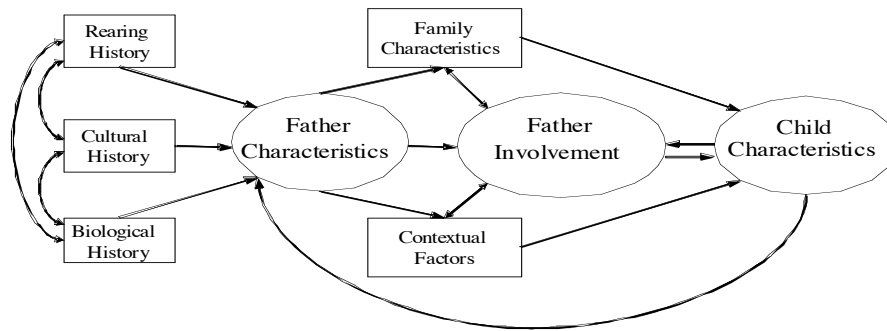 Rearing
History
Family
Characteristics
Cultural
History
Father
Characteristics
Father
Involvement
Child
Characteristics
Biological
History
Contextual
Factors